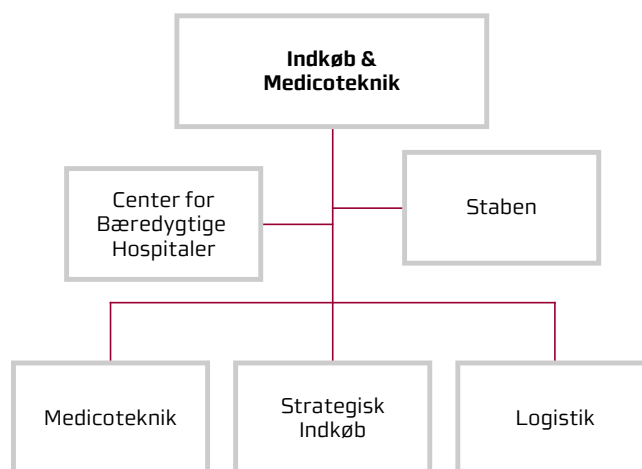 Indkøb &
Medicoteknik
Center for
Bæredygtige
Hospitaler
Staben
Medicoteknik
Strategisk
Indkøb
Logistik